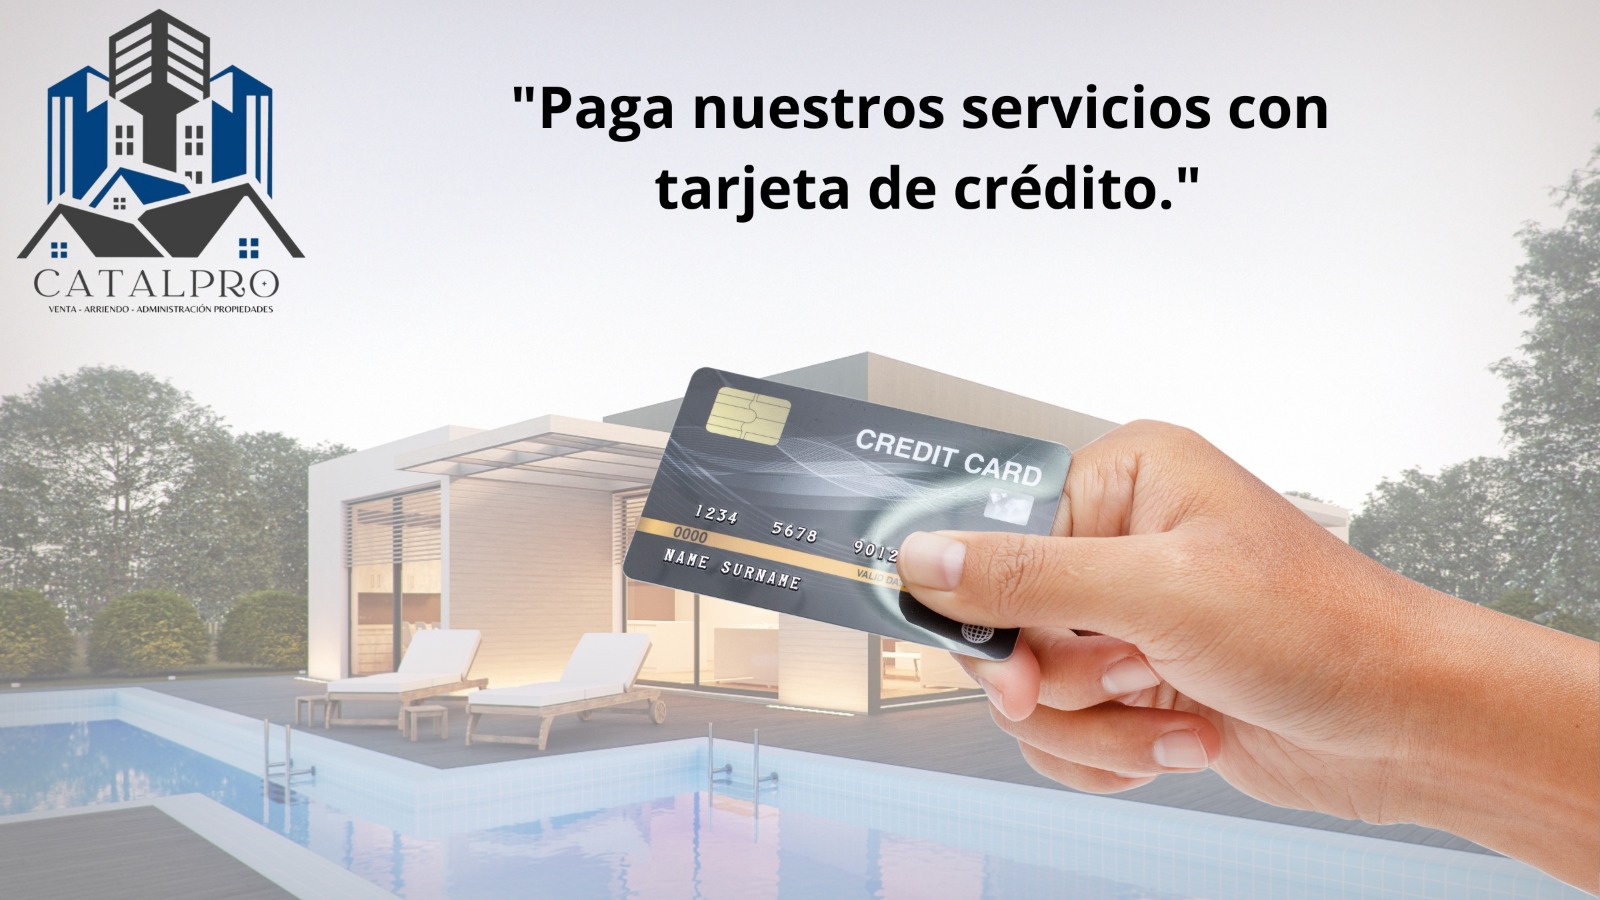 CATALPRO
VENTA - ARRIENDO - ADMINISTRACIÓN PROPIEDADES
"Paga nuestros servicios con
tarjeta de crédito."
CREDIT CARD
1234 5678 9012
0000
VALID DA
NAME SURNAME